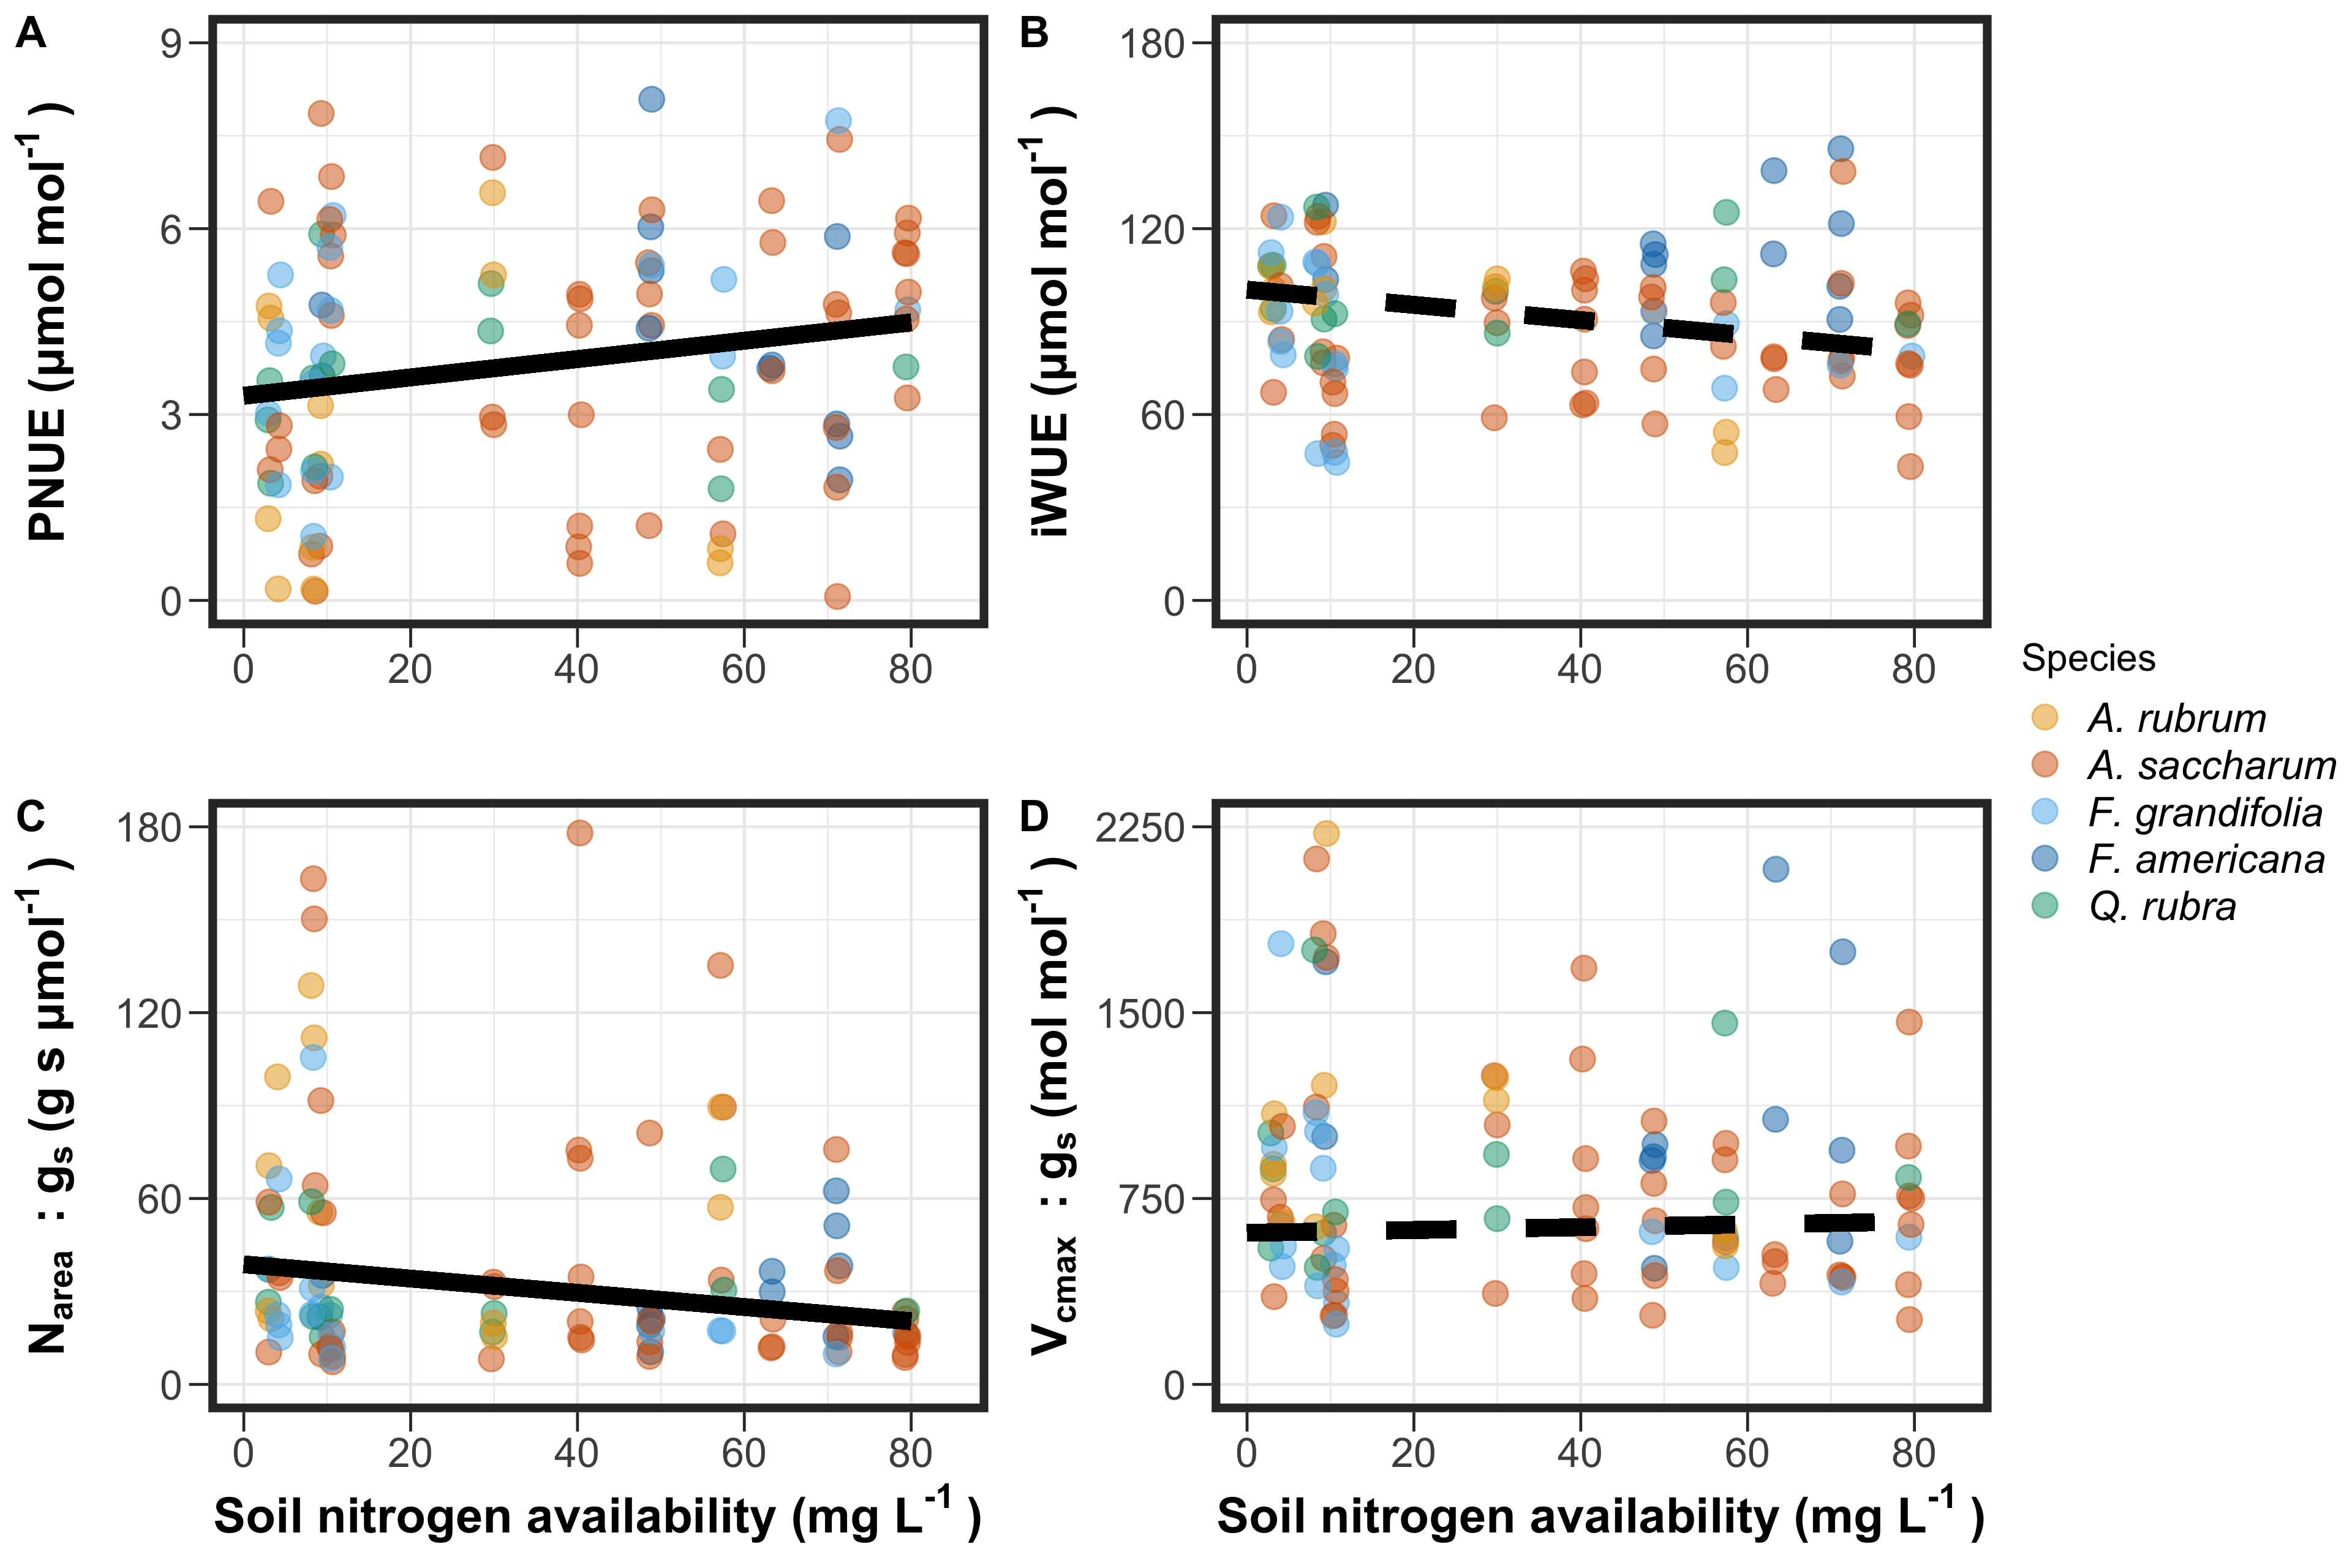 A
9
6
3
0
PNUE (μmol mol-1 )
0 20 40 60 80
B
180
120
60
0
iWUE (μmol mol-1 )
0 20 40 60 80
C
180
120
60
0
Narea : gs (g s μmol-1 )
0 20 40 60 80
Soil nitrogen availability (mg L-1 )
D
2250
1500
750
0
Vcmax : gs (mol mol-1 )
0 20 40 60 80
Soil nitrogen availability (mg L-1 )
Species
A. rubrum
A. saccharum
F. grandifolia
F. americana
Q. rubra